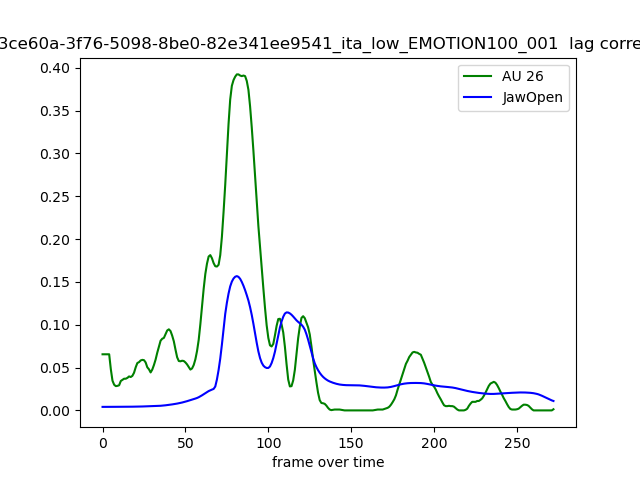 3ce60a-3f76-5098-8be0-82e341ee9541_ita_low_EMOTION100_001 lag corre
AU 26
JawOpen
0.40
0.35
0.30
0.25
0.20
0.15
0.10
0.05
0.00
0 50 100 150 200 250
frame over time